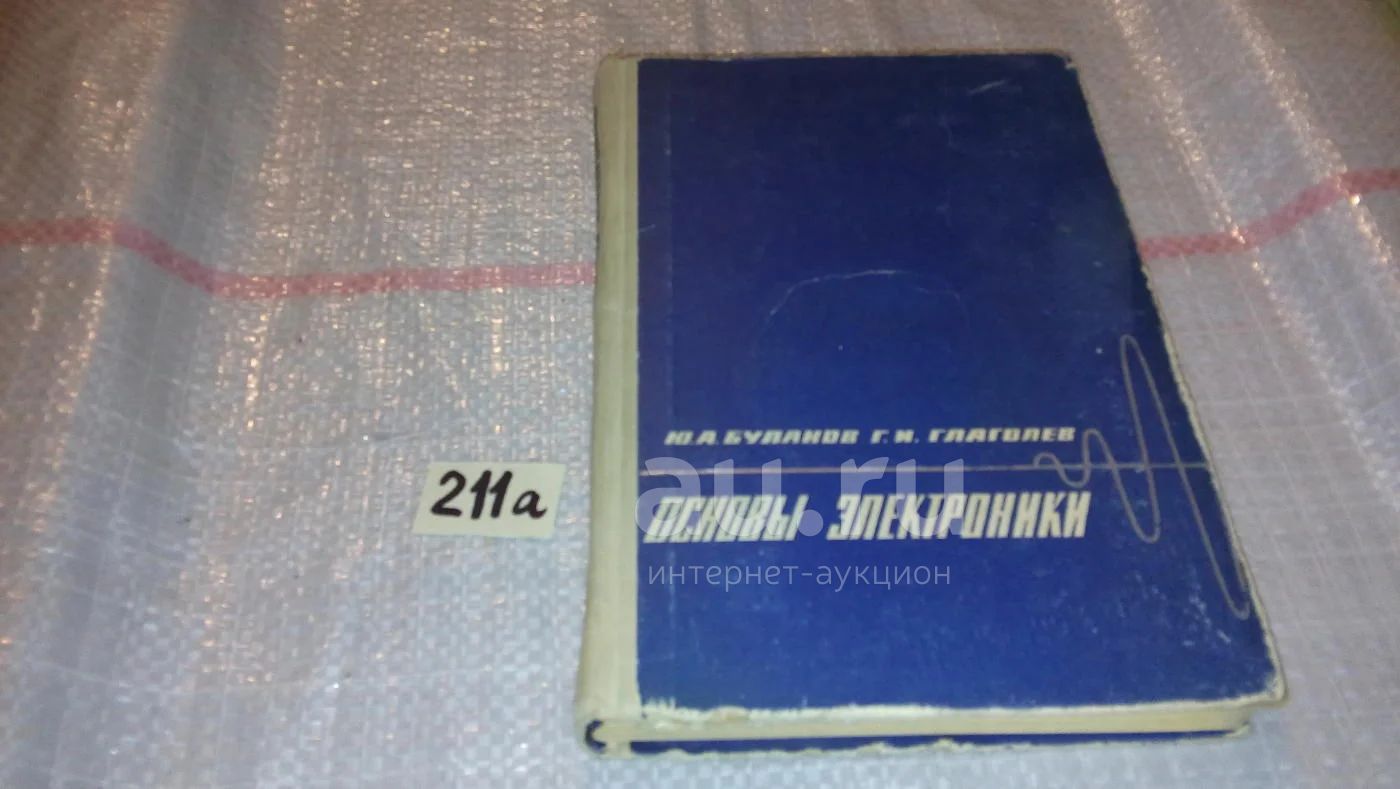 Ю.А.БУЛАНОВ Г.И.ГЛАГОЛЕВ
au.ru
ОСНОВЫ ЭЛЕКТРОНИКИ
211а
интернет-аукцион